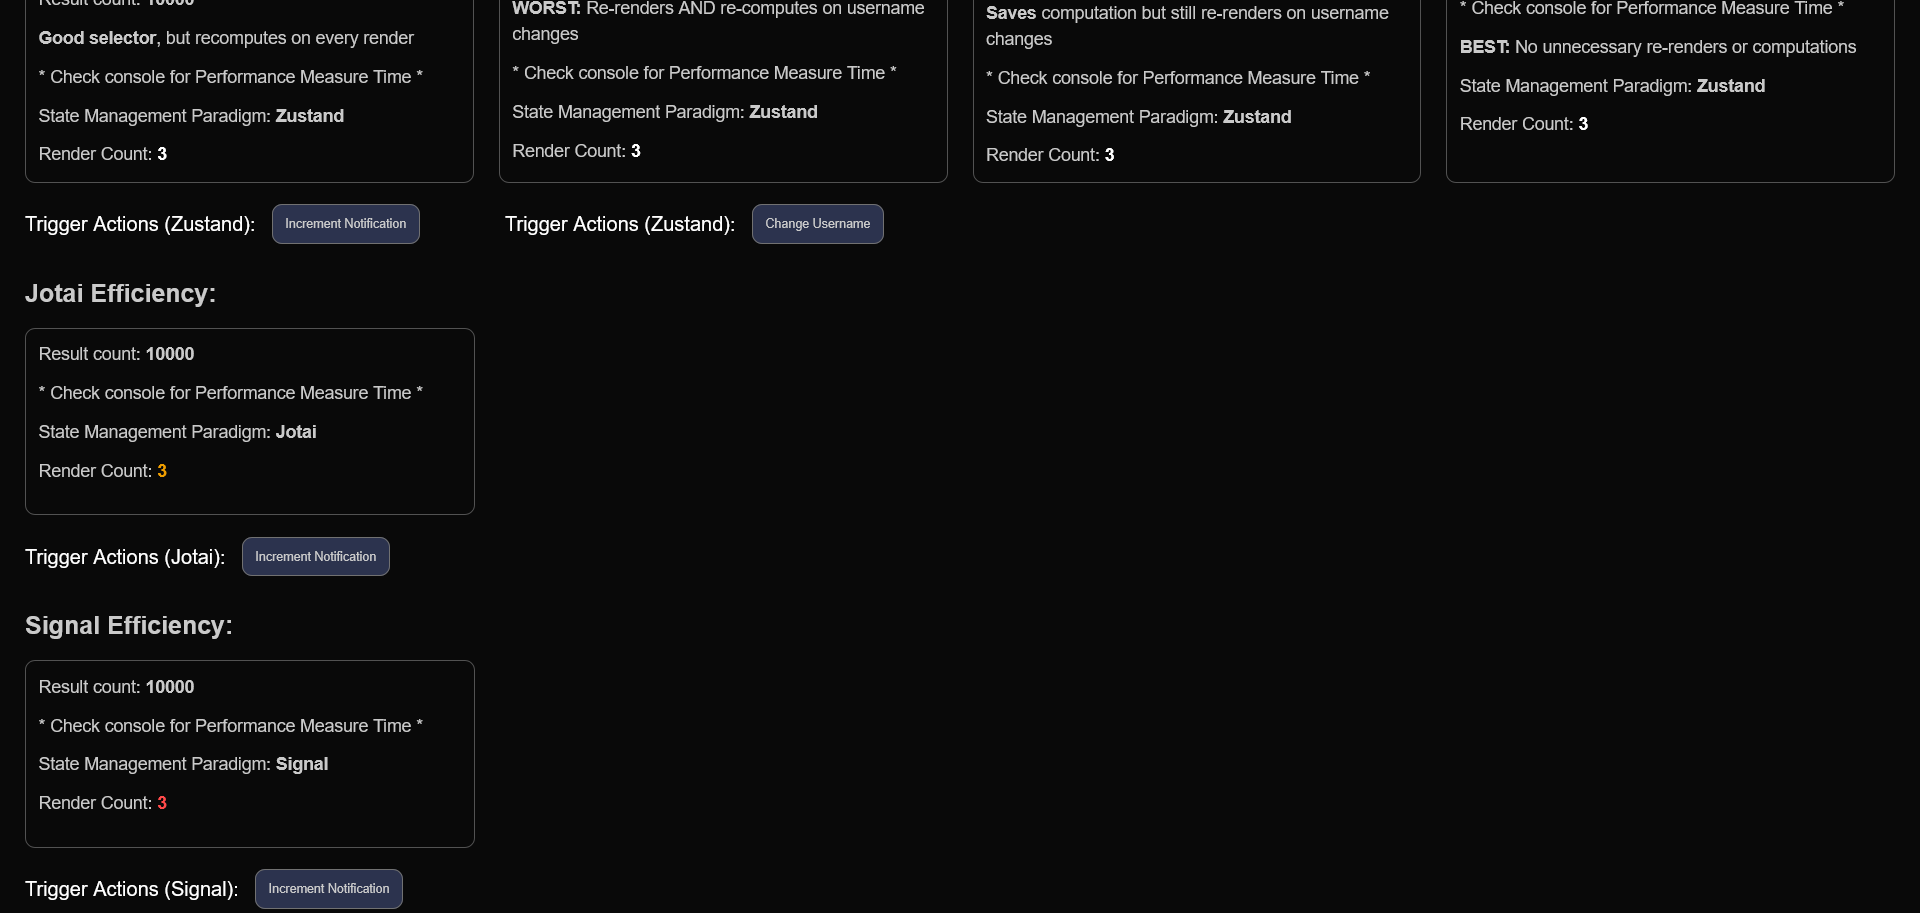 Result count: 10000
Good selector, but recomputes on every render
* Check console for Performance Measure Time *
State Management Paradigm: Zustand
Render Count: 3
WORST: Re-renders AND re-computes on username
changes
* Check console for Performance Measure Time *
State Management Paradigm: Zustand
Render Count: 3
Saves computation but still re-renders on username
changes
* Check console for Performance Measure Time *
State Management Paradigm: Zustand
Render Count: 3
* Check console for Performance Measure Time *
BEST: No unnecessary re-renders or computations
State Management Paradigm: Zustand
Render Count: 3
Trigger Actions (Zustand): Increment Notification
Trigger Actions (Zustand): Change Username
Jotai Efficiency:
Result count: 10000
* Check console for Performance Measure Time *
State Management Paradigm: Jotai
Render Count: 3
Trigger Actions (Jotai): Increment Notification
Signal Efficiency:
Result count: 10000
* Check console for Performance Measure Time *
State Management Paradigm: Signal
Render Count: 3
Trigger Actions (Signal): Increment Notification